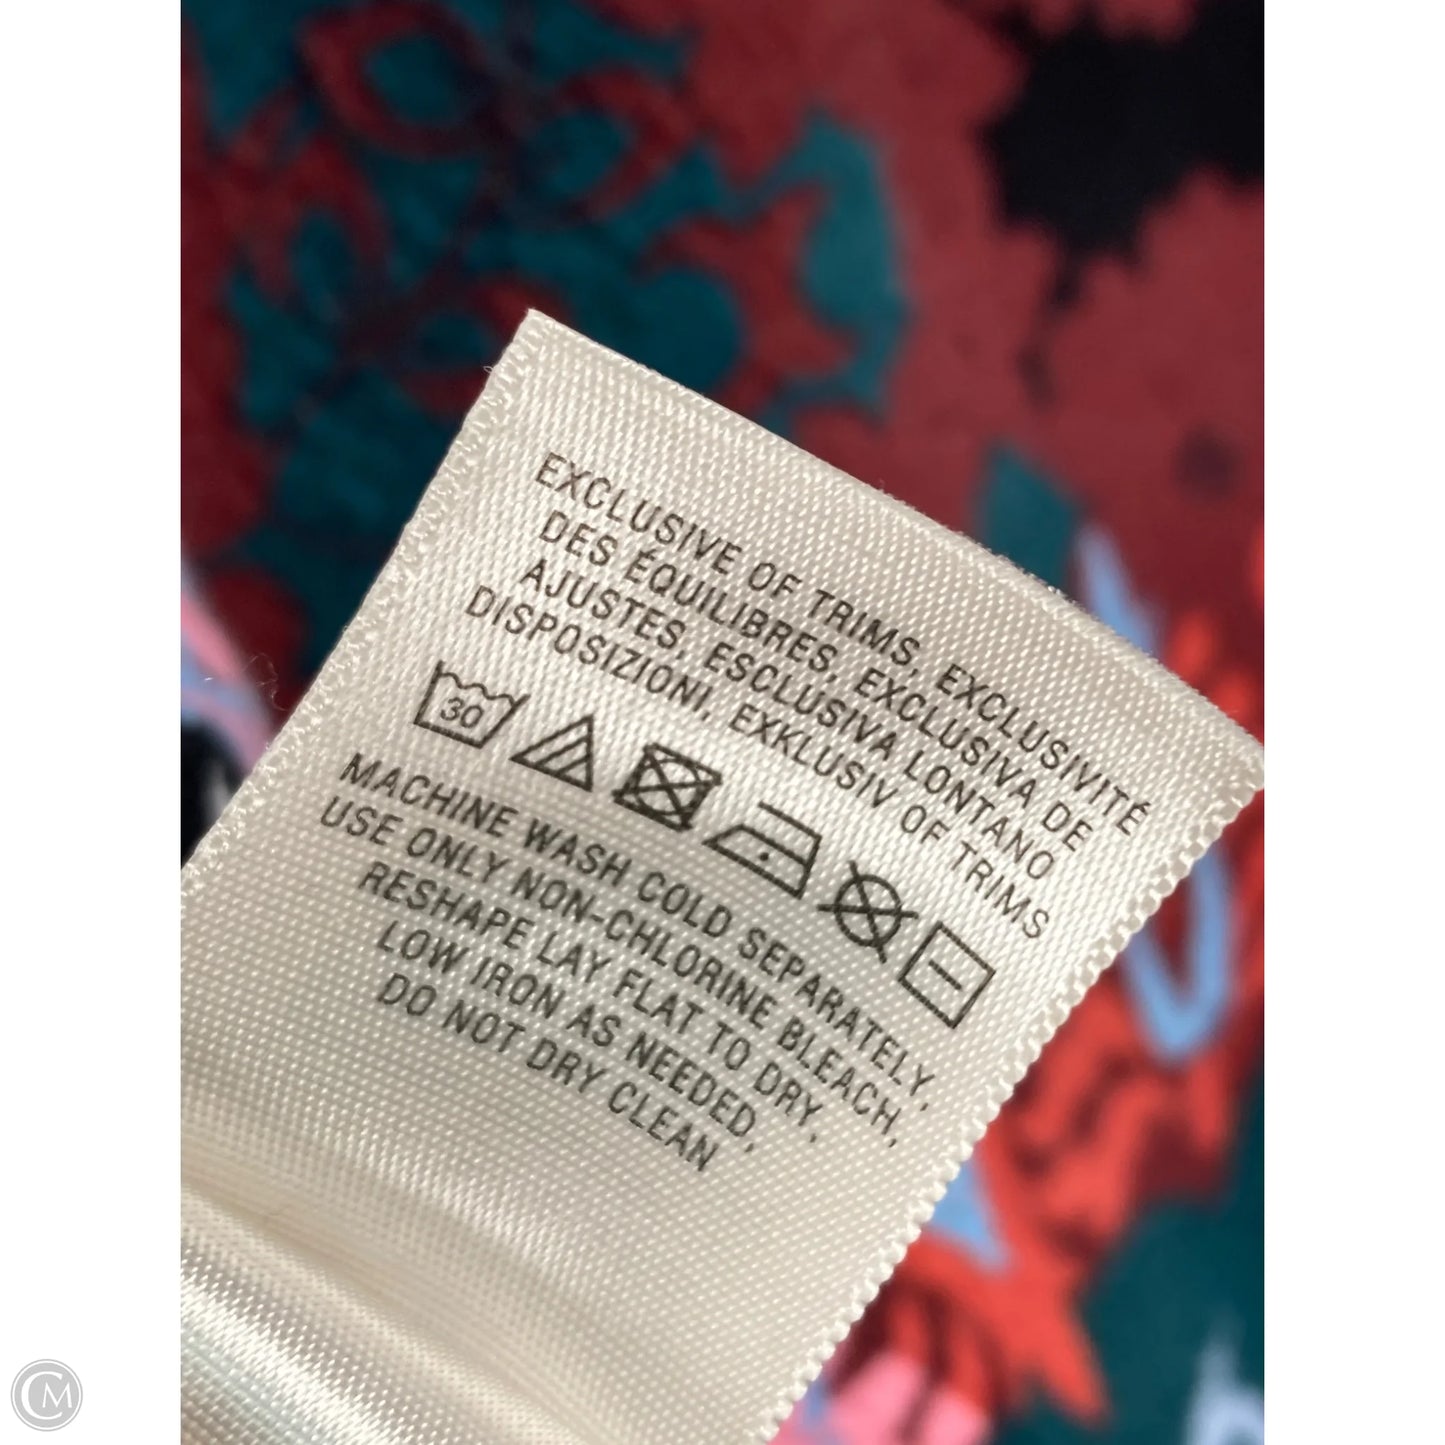 EXCLUSIVE OF TRIMS, EXCLUSIVITÉ
DES ÉQUILIBRES, EXCLUSIVA DE
AJUSTES, ESCLUSIVA LONTANO
DISPOSIZIONI, EXKLUSIV OF TRIMS
30
MACHINE WASH COLD SEPARATELY,
USE ONLY NON-CHLORINE BLEACH,
RESHAPE LAY FLAT TO DRY,
LOW IRON AS NEEDED,
DO NOT DRY CLEAN
CM